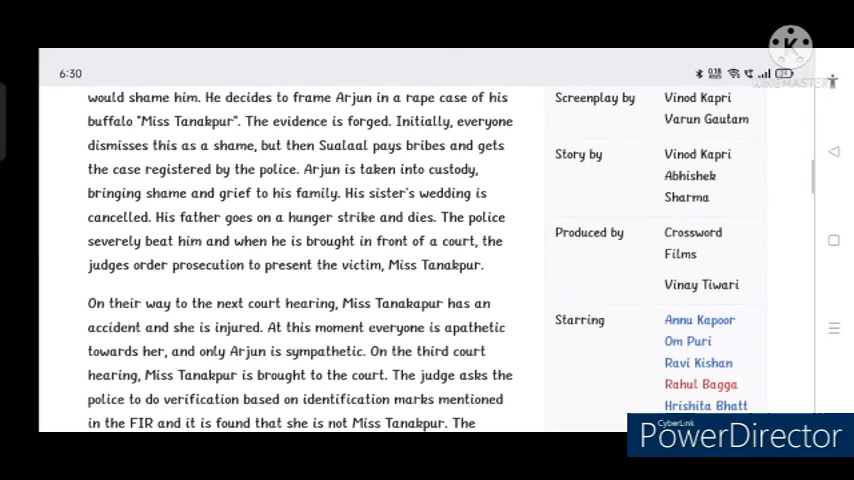 6:30
0.18
KB/S
24
KINEMASTER
would shame him. He decides to frame Arjun in a rape case of his
buffalo "Miss Tanakpur". The evidence is forged. Initially, everyone
dismisses this as a shame, but then Sualaal pays bribes and gets
the case registered by the police. Arjun is taken into custody,
bringing shame and grief to his family. His sister's wedding is
cancelled. His father goes on a hunger strike and dies. The police
severely beat him and when he is brought in front of a court, the
judges order prosecution to present the victim, Miss Tanakpur.
On their way to the next court hearing, Miss Tanakapur has an
accident and she is injured. At this moment everyone is apathetic
towards her, and only Arjun is sympathetic. On the third court
hearing, Miss Tanakpur is brought to the court. The judge asks the
police to do verification based on identification marks mentioned
in the FIR and it is found that she is not Miss Tanakpur. The
Screenplay by Vinod Kapri
Varun Gautam
Story by Vinod Kapri
Abhishek
Sharma
Produced by Crossword
Films
Vinay Tiwari
Starring Annu Kapoor
Om Puri
Ravi Kishan
Rahul Bagga
Hrishita Bhatt
CyberLink
PowerDirector